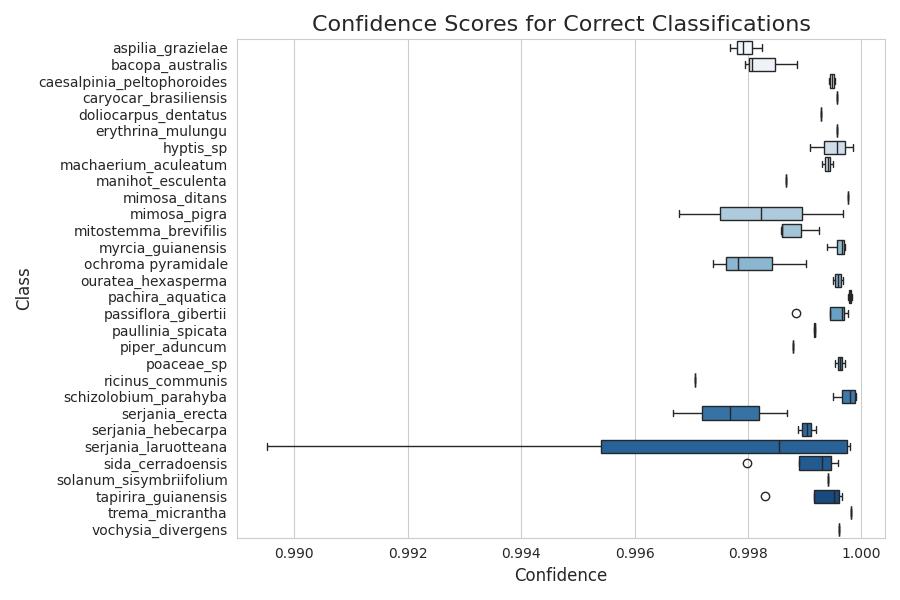 Confidence Scores for Correct Classifications
aspilia_grazielae
bacopa_australis
caesalpinia_peltophoroides
caryocar_brasiliensis
doliocarpus_dentatus
erythrina_mulungu
hyptis_sp
machaerium_aculeatum
manihot_esculenta
mimosa_ditans
mimosa_pigra
mitostemma_brevifilis
myrcia_guianensis
ochroma pyramidale
ouratea_hexasperma
pachira_aquatica
passiflora_gibertii
paullinia_spicata
piper_aduncum
poaceae_sp
ricinus_communis
schizolobium_parahyba
serjania_erecta
serjania_hebecarpa
serjania_laruotteana
sida_cerradoensis
solanum_sisymbriifolium
tapirira_guianensis
trema_micrantha
vochysia_divergens
Class
0.990 0.992 0.994 0.996 0.998 1.000
Confidence